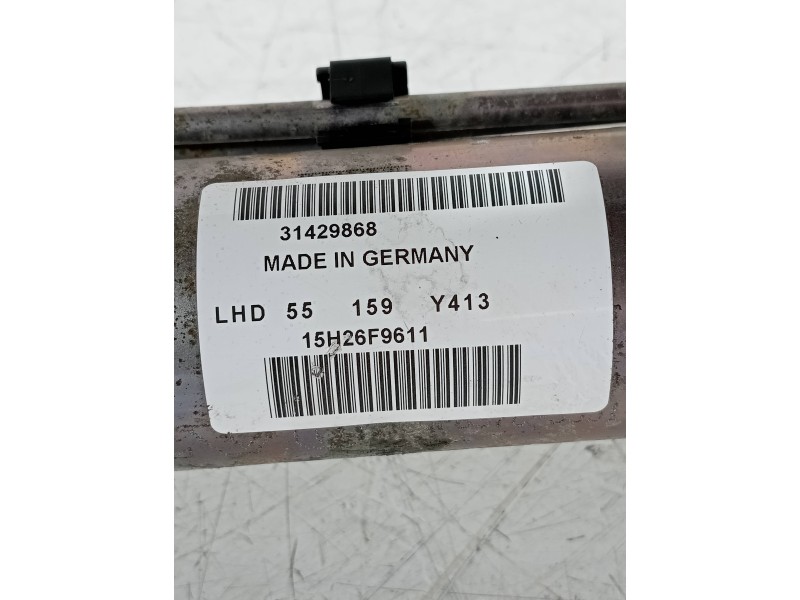 31429868
MADE IN GERMANY
LHD 55 159 Y413
15H26F9611